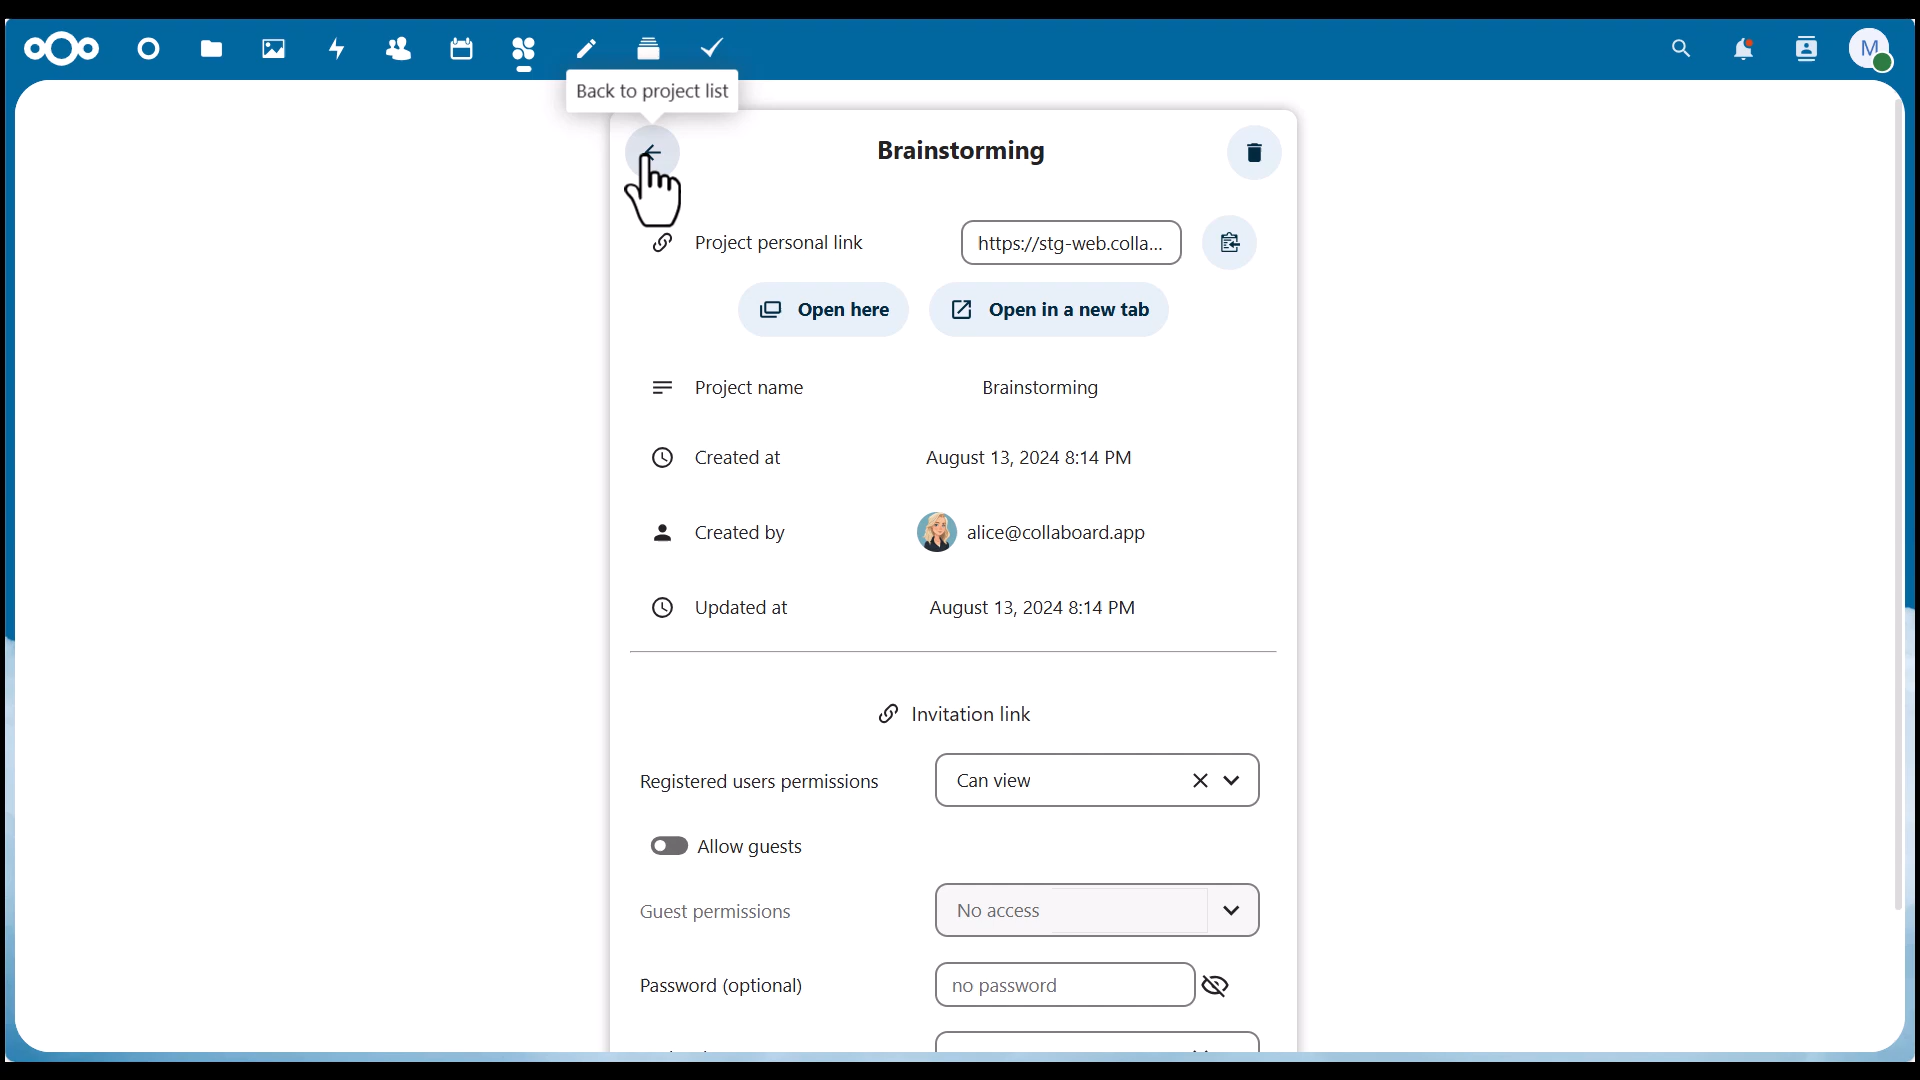 M
Back to project list
Brainstorming
Project personal link
https://stg-web.colla...
Open here
Open in a new tab
Project name
Brainstorming
Created at
August 13, 2024 8:14 PM
Created by
alice@collaboard.app
Updated at
August 13, 2024 8:14 PM
Invitation link
Registered users permissions
Can view
Allow guests
Guest permissions
No access
Password (optional)
no password